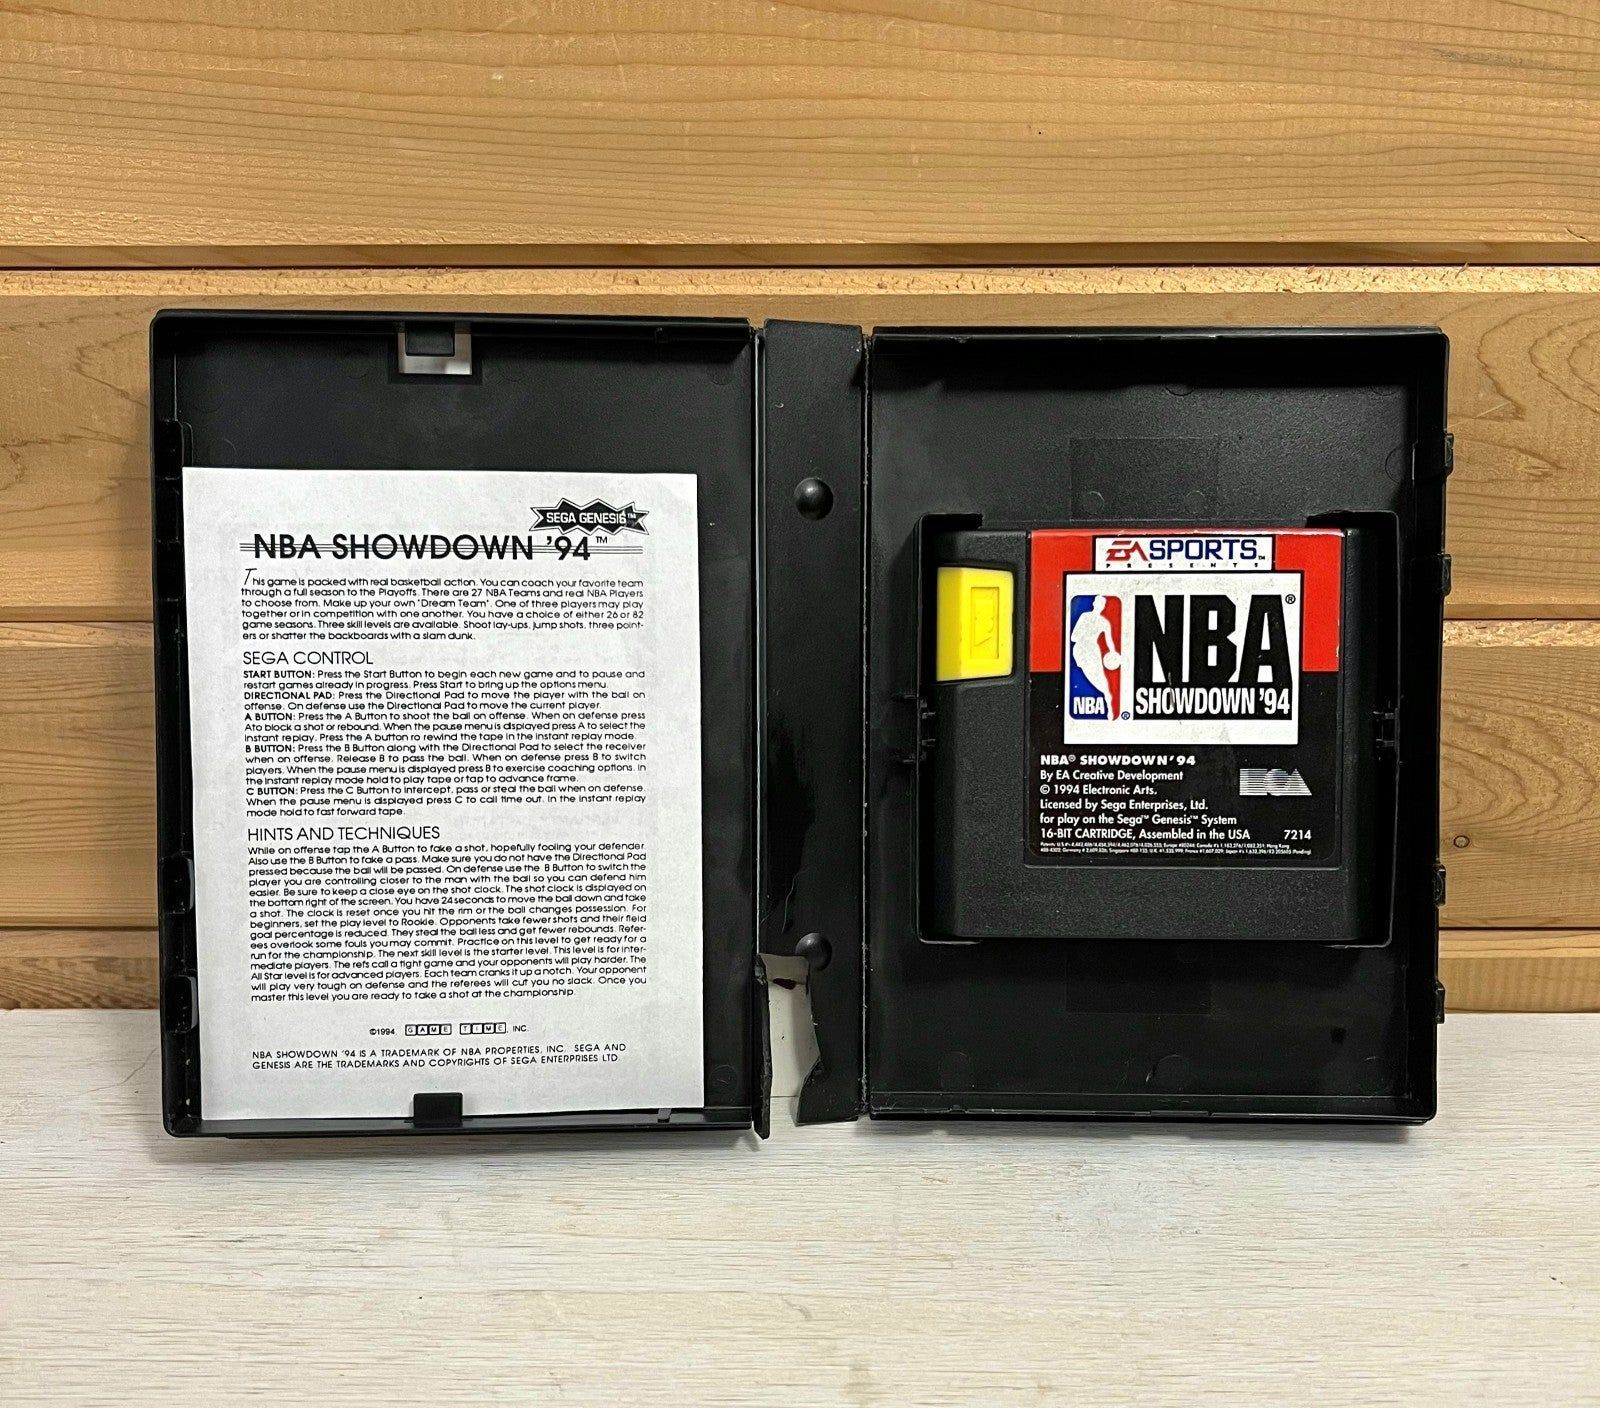 SEGA GENESIS™
NBA SHOWDOWN '94™
This game is packed with real basketball action. You can coach your favorite team
through a full season to the Playoffs. There are 27 NBA Teams and real NBA Players
to choose from. Make up your own "Dream Team". One of three players may play
together or in competition with one another. You have a choice of either 26 or 82
game seasons. Three skill levels are available. Shoot lay-ups, jump shots, three point-
ers or shatter the backboards with a slam dunk.
SEGA CONTROL
START BUTTON: Press the Start Button to begin each new game and to pause and
restart games already in progress. Press Start to bring up the options menu.
DIRECTIONAL PAD: Press the Directional Pad to move the player with the ball on
offense. On defense use the Directional Pad to move the current player.
A BUTTON: Press the A Button to shoot the ball on offense. When on defense press
A to block a shot or rebound. When the pause menu is displayed press A to select the
instant replay. Press the A button ro rewind the tape in the instant replay mode.
B BUTTON: Press the B Button along with the Directional Pad to select the receiver
when on offense. Release B to pass the ball. When on defense press B to switch
players. When the pause menu is displayed press B to exercise coaching options. In
the instant replay mode hold to play tape or tap to advance frame.
C BUTTON: Press the C Button to intercept, pass or steal the ball when on defense.
When the pause menu is displayed press C to call time out. In the instant replay
mode hold to fast forward tape.
HINTS AND TECHNIQUES
While on offense tap the A Button to fake a shot, hopefully fooling your defender.
Also use the B Button to fake a pass. Make sure you do not have the Directional Pad
pressed because the ball will be passed. On defense use the B Button to switch the
player you are controlling closer to the man with the ball so you can defend him
easier. Be sure to keep a close eye on the shot clock. The shot clock is displayed on
the bottom right of the screen. You have 24 seconds to move the ball down and take
a shot. The clock is reset once you hit the rim or the ball changes possession. For
beginners, set the play level to Rookie. Opponents take fewer shots and their field
goal percentage is reduced. They steal the ball less and get fewer rebounds. Refer-
ees overlook some fouls you may commit. Practice on this level to get ready for a
run for the championship. The next skill level is the starter level. This level is for inter-
mediate players. The refs call a tight game and your opponents will play harder. The
All Star level is for advanced players. Each team cranks it up a notch. Your opponent
will play very tough on defense and the referees will cut you no slack. Once you
master this level you are ready to take a shot at the championship.
©1994, GAME TIME, INC.
NBA SHOWDOWN '94 IS A TRADEMARK OF NBA PROPERTIES, INC. SEGA AND
GENESIS ARE THE TRADEMARKS AND COPYRIGHTS OF SEGA ENTERPRISES LTD.
EA SPORTS™
PRESENTS
NBA®
SHOWDOWN '94
NBA ®
NBA® SHOWDOWN '94
By EA Creative Development
© 1994 Electronic Arts.
Licensed by Sega Enterprises, Ltd.
for play on the Sega™ Genesis™ System
16-BIT CARTRIDGE, Assembled in the USA 7214
EA